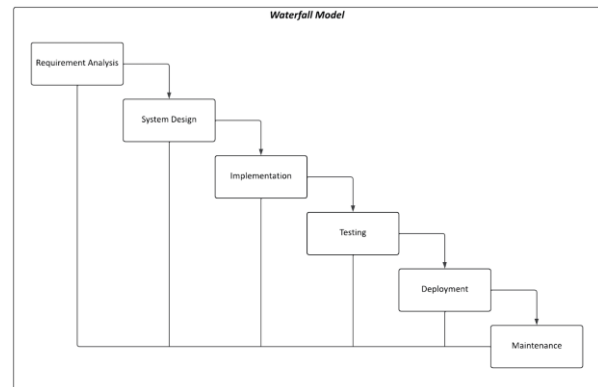 Waterfall Model
Requirement Analysis
System Design
Implementation
Testing
Deployment
Maintenance